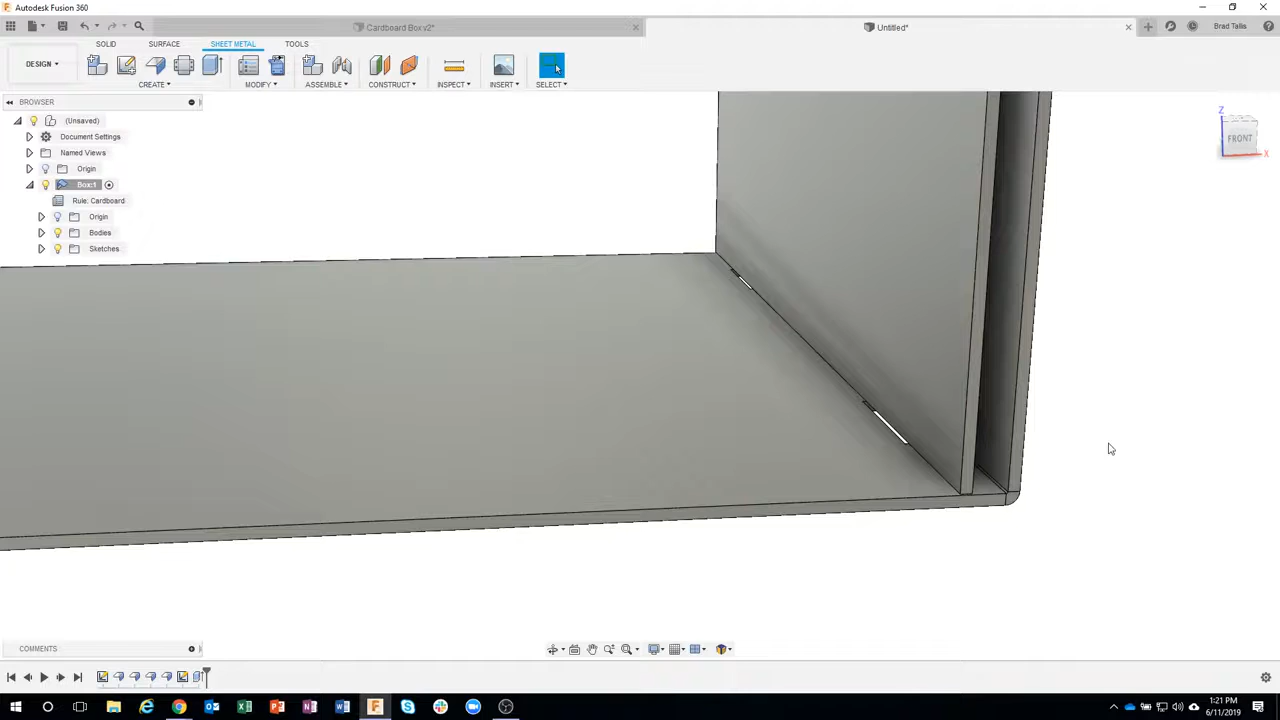 Autodesk Fusion 360
Cardboard Box v2*
Untitled*
Brad Tallis
SOLID
SURFACE
SHEET METAL
TOOLS
DESIGN
CREATE
MODIFY
ASSEMBLE
CONSTRUCT
INSPECT
INSERT
SELECT
BROWSER
(Unsaved)
Document Settings
Named Views
Origin
Box:1
Rule: Cardboard
Origin
Bodies
Sketches
Z
FRONT
X
COMMENTS
1:21 PM
6/11/2019